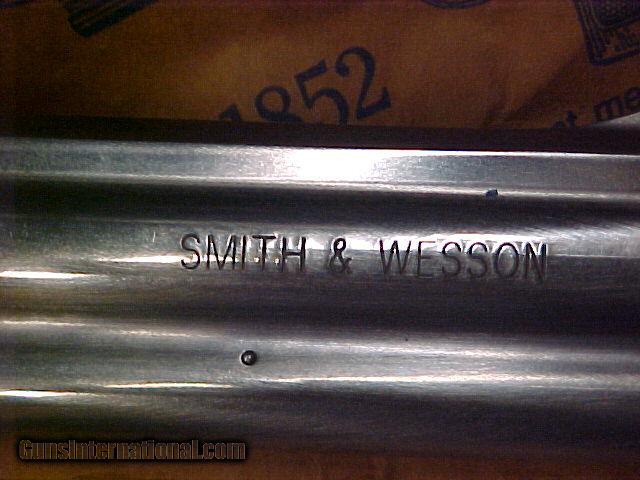 1852
SMITH & WESSON
GunsInternational.com